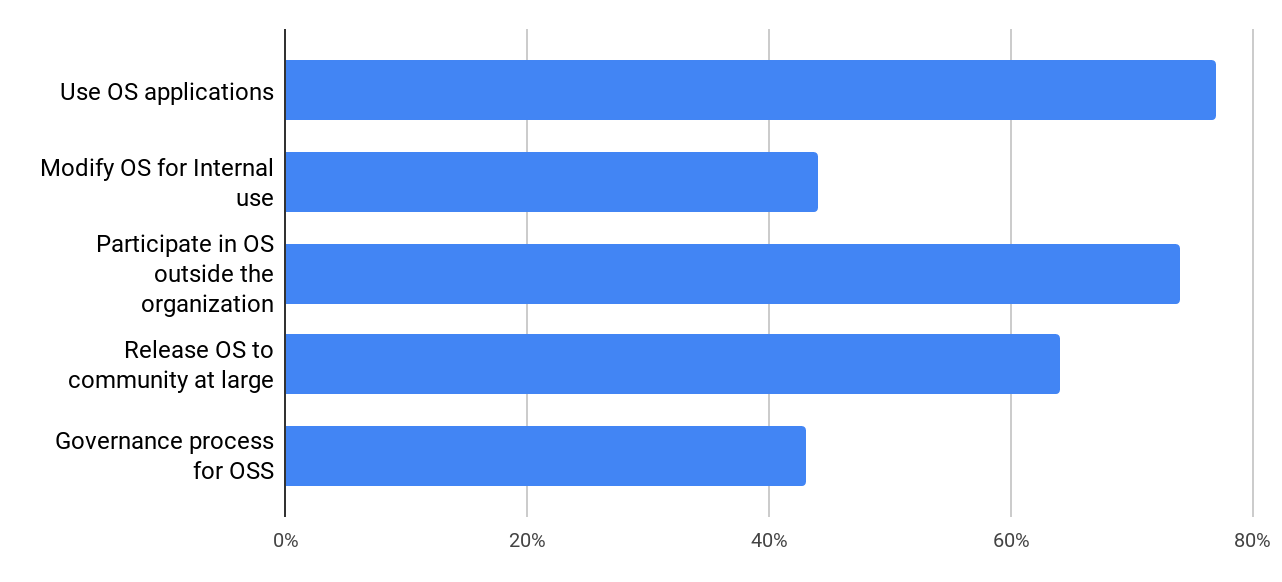 Use OS applications
Modify OS for Internal
use
Participate in OS
outside the
organization
Release OS to
community at large
Governance process
for OSS
0%
20%
40%
60%
80%